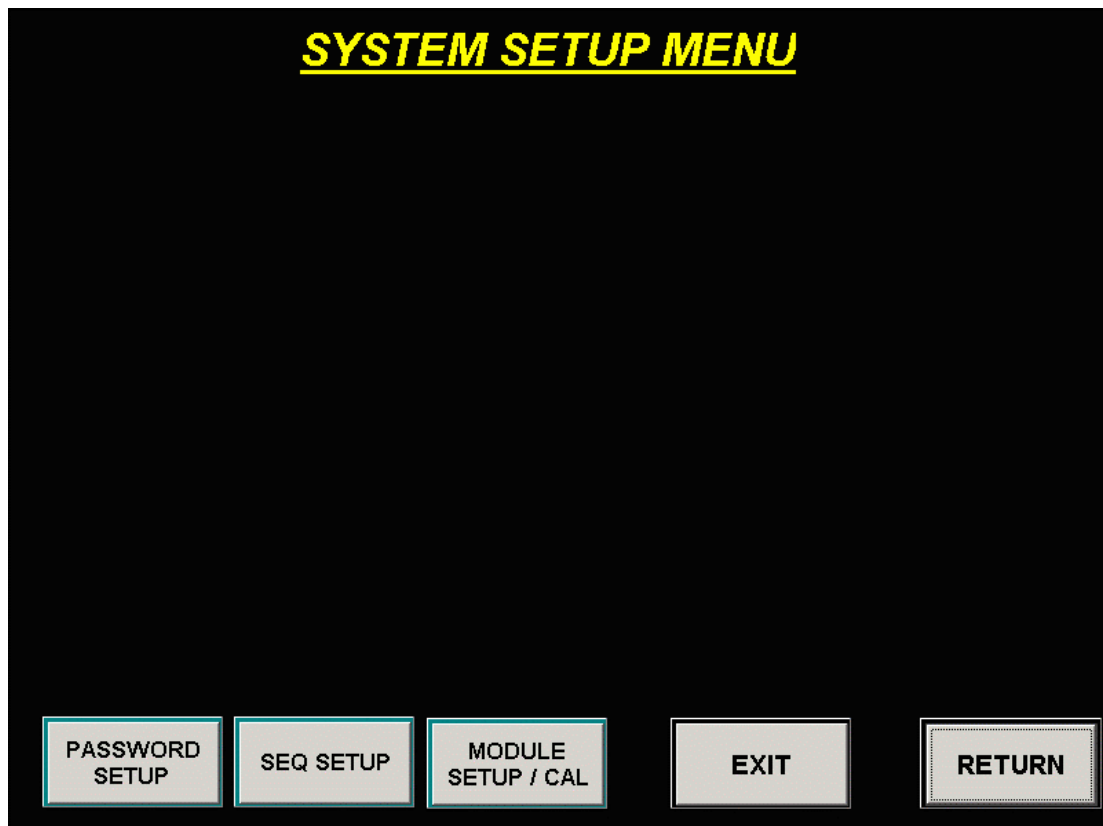 SYSTEM SETUP MENU
PASSWORD
SETUP
SEQ SETUP
MODULE
SETUP / CAL
EXIT
RETURN